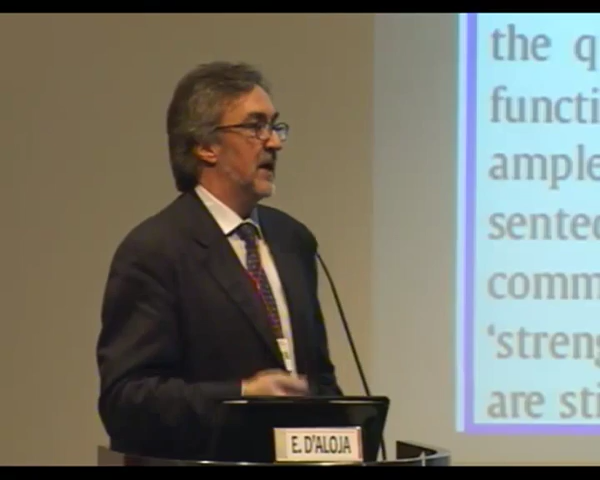 the q
functi
ample
sented
comm
'streng
are sti
E. D'ALOJA